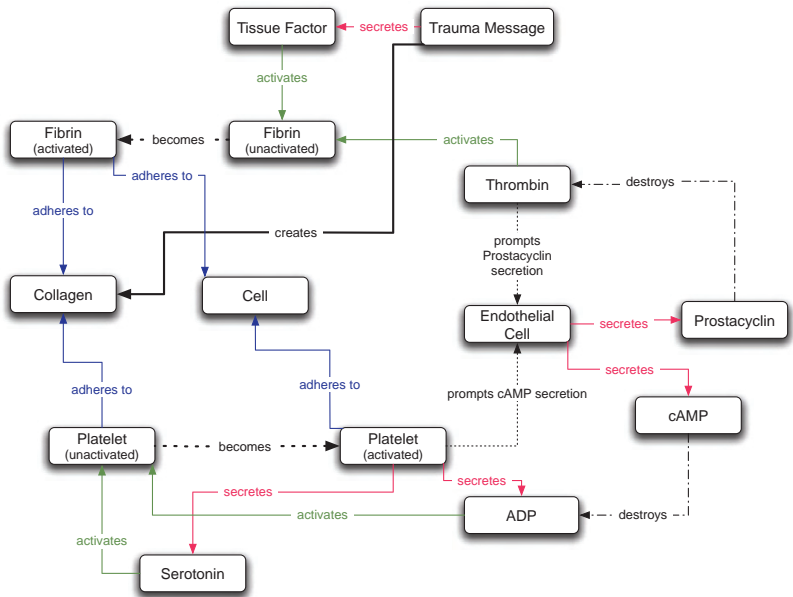 Tissue Factor
secretes
Trauma Message
activates
Fibrin
(activated)
becomes
Fibrin
(unactivated)
activates
adheres to
Thrombin
destroys
adheres to
creates
prompts
Prostacyclin
secretion
Collagen
Cell
Endothelial
Cell
secretes
Prostacyclin
secretes
adheres to
adheres to
prompts cAMP secretion
cAMP
Platelet
(unactivated)
becomes
Platelet
(activated)
secretes
secretes
activates
ADP
destroys
activates
Serotonin